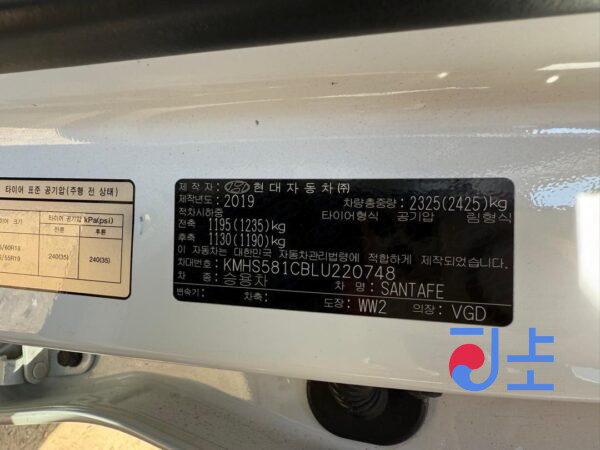 타이어 표준 공기압(주행 전 상태)
타이어 공기압 kPa(psi)
크기
전륜
후륜
/60R18
/55R19
240(35)
240(35)
제 작 자 : 현대자동차㈜
제작년도: 2019
차량총중량: 2325(2425)kg
적차시하중
타이어형식 공기압 림형식
전축 1195(1235)kg
후축 1130(1190)kg
이 자동차는 대한민국 자동차관리법령에 적합하게 제작되었습니다.
차대번호: KMHS581CBLU220748
차 종: 승용차
차 명: SANTAFE
변속기:
차축:
도장: WW2
의장: VGD